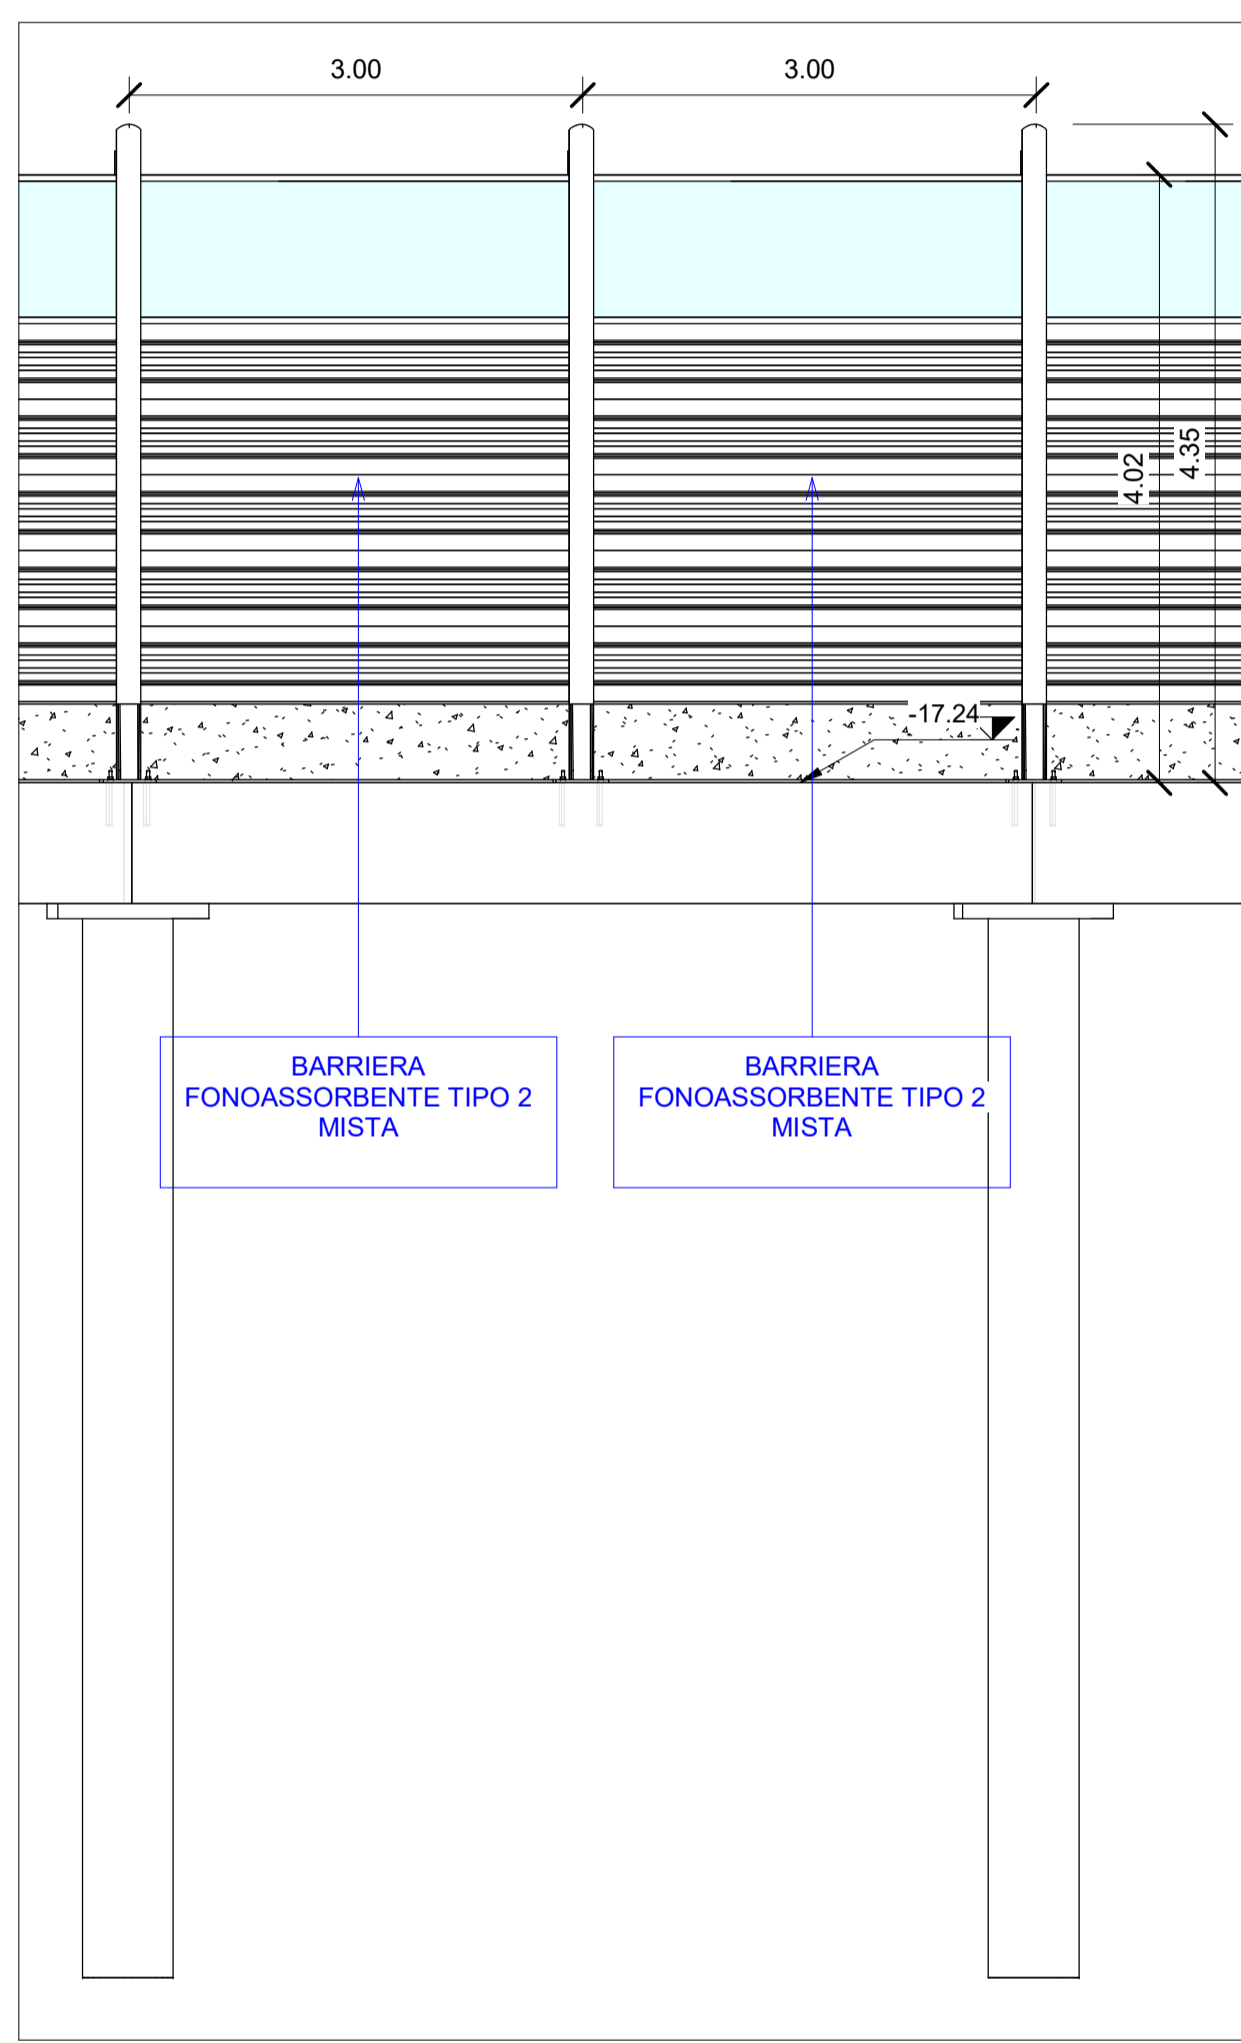 3.00
3.00
4.02
4.35
-17.24
BARRIERA
FONOASSORBENTE TIPO 2
MISTA
BARRIERA
FONOASSORBENTE TIPO 2
MISTA